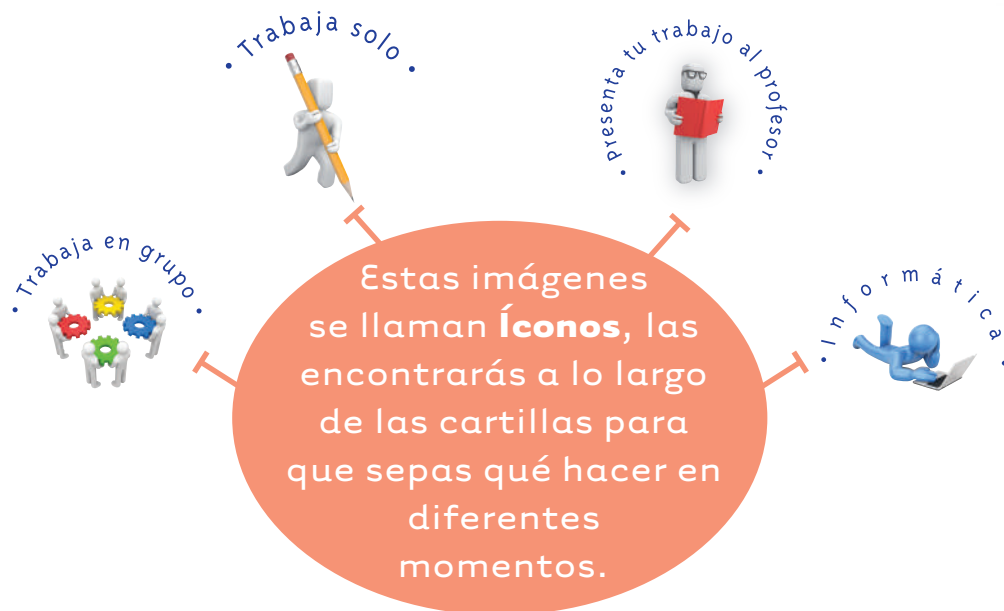 • Trabaja solo •
• Presenta tu trabajo al profesor •
• Trabaja en grupo •
• Informática •
Estas imágenes
se llaman Íconos, las
encontrarás a lo largo
de las cartillas para
que sepas qué hacer en
diferentes
momentos.